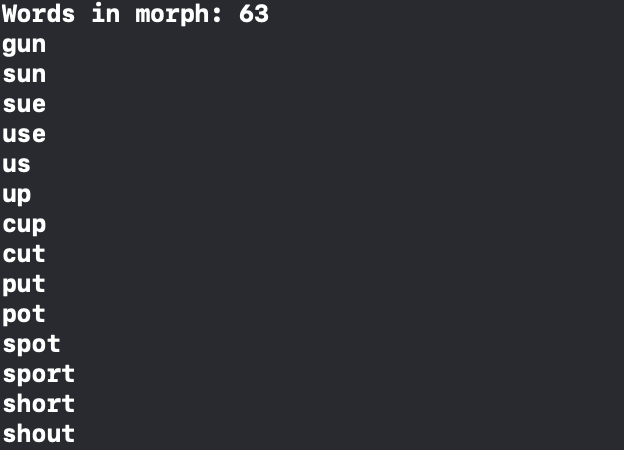 Words in morph: 63
gun
sun
sue
use
us
up
cup
cut
put
pot
spot
sport
short
shout